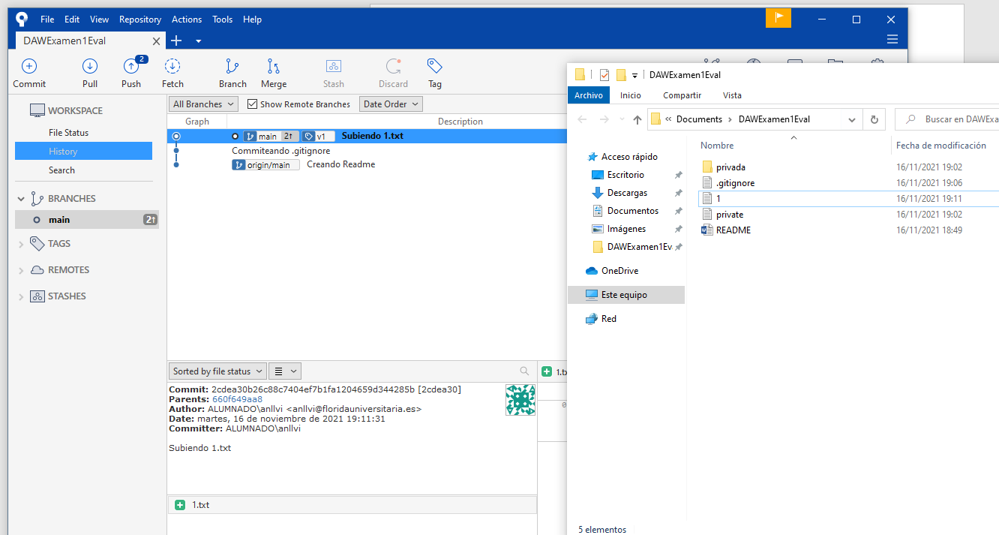 File Edit View Repository Actions Tools Help
DAWExamen1Eval
2
Commit Pull Push Fetch Branch Merge Stash Discard Tag
WORKSPACE
File Status
History
Search
BRANCHES
main 2↑
TAGS
REMOTES
STASHES
All Branches Show Remote Branches Date Order
Graph Description
main 2↑ v1 Subiendo 1.txt
Commiteando .gitignore
origin/main Creando Readme
Sorted by file status
Commit: 2cdea30b26c88c7404ef7b1fa1204659d344285b [2cdea30]
Parents: 660f649aa8
Author: ALUMNADO\anllvi <anllvi@floridauniversitaria.es>
Date: martes, 16 de noviembre de 2021 19:11:31
Committer: ALUMNADO\anllvi
Subiendo 1.txt
1.txt
1.tx
0
DAWExamen1Eval
Archivo Inicio Compartir Vista
« Documents › DAWExamen1Eval
Buscar en DAWExa
Acceso rápido
Escritorio
Descargas
Documentos
Imágenes
DAWExamen1Ev
OneDrive
Este equipo
Red
Nombre Fecha de modificación
privada 16/11/2021 19:02
.gitignore 16/11/2021 19:06
1 16/11/2021 19:11
private 16/11/2021 19:02
README 16/11/2021 18:49
5 elementos